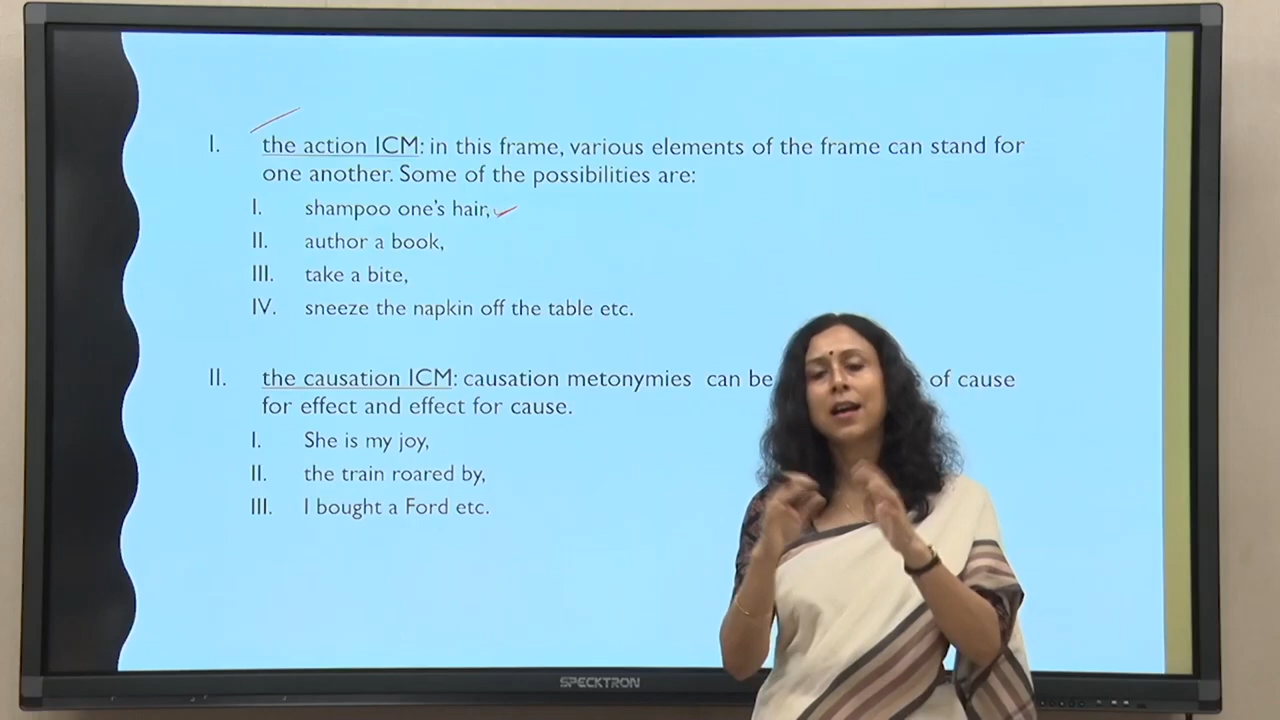 I. the action ICM: in this frame, various elements of the frame can stand for
one another. Some of the possibilities are:
I. shampoo one's hair,
II. author a book,
III. take a bite,
IV. sneeze the napkin off the table etc.
II. the causation ICM: causation metonymies can be of cause
for effect and effect for cause.
I. She is my joy,
II. the train roared by,
III. I bought a Ford etc.
SPECKTRON